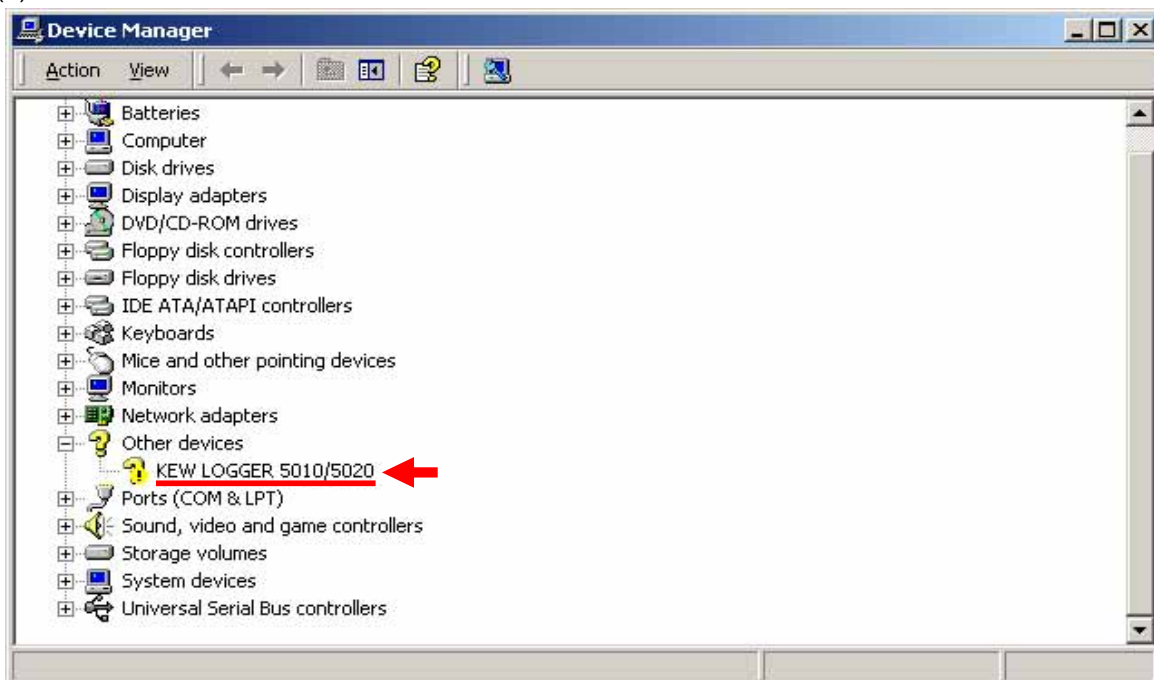 Device Manager
Action View
Batteries
Computer
Disk drives
Display adapters
DVD/CD-ROM drives
Floppy disk controllers
Floppy disk drives
IDE ATA/ATAPI controllers
Keyboards
Mice and other pointing devices
Monitors
Network adapters
Other devices
KEW LOGGER 5010/5020
Ports (COM & LPT)
Sound, video and game controllers
Storage volumes
System devices
Universal Serial Bus controllers